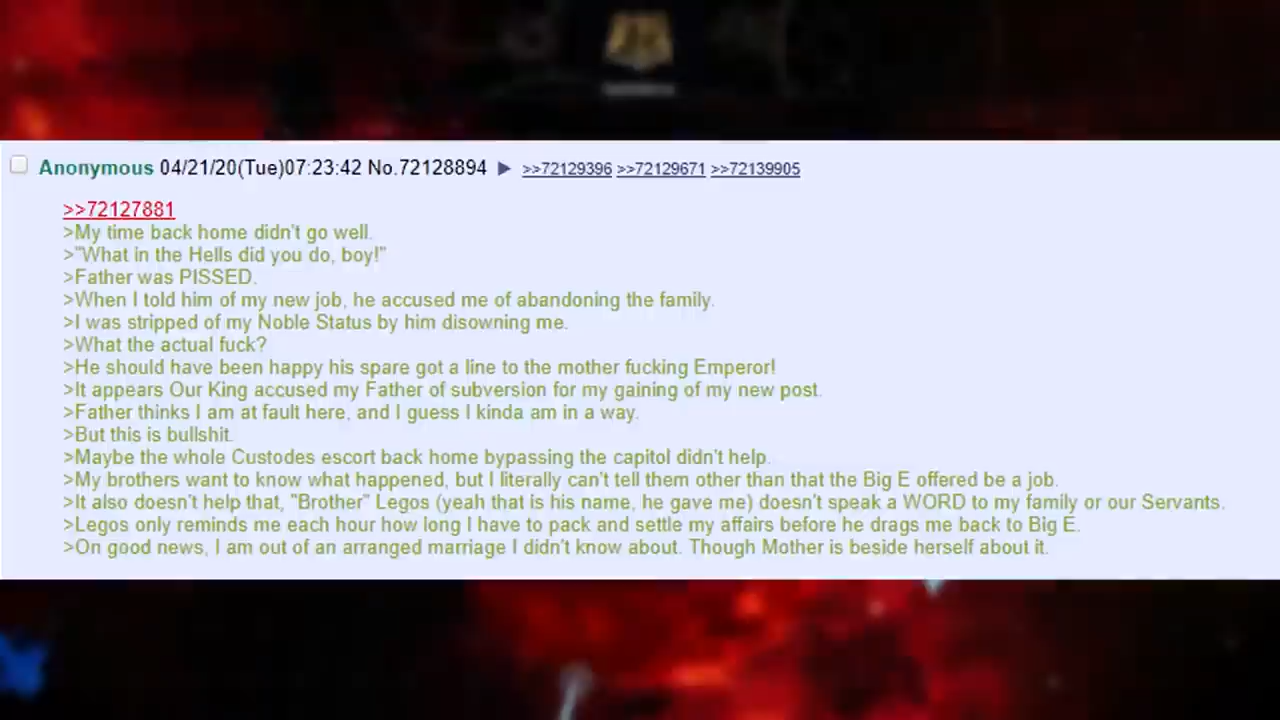 Anonymous 04/21/20(Tue)07:23:42 No.72128894 ▶ >>72129396 >>72129671 >>72139905
>>72127881
>My time back home didn't go well.
>"What in the Hells did you do, boy!"
>Father was PISSED.
>When I told him of my new job, he accused me of abandoning the family.
>I was stripped of my Noble Status by him disowning me.
>What the actual fuck?
>He should have been happy his spare got a line to the mother fucking Emperor!
>It appears Our King accused my Father of subversion for my gaining of my new post.
>Father thinks I am at fault here, and I guess I kinda am in a way.
>But this is bullshit.
>Maybe the whole Custodes escort back home bypassing the capitol didn't help.
>My brothers want to know what happened, but I literally can't tell them other than that the Big E offered be a job.
>It also doesn't help that, "Brother" Legos (yeah that is his name, he gave me) doesn't speak a WORD to my family or our Servants.
>Legos only reminds me each hour how long I have to pack and settle my affairs before he drags me back to Big E.
>On good news, I am out of an arranged marriage I didn't know about. Though Mother is beside herself about it.